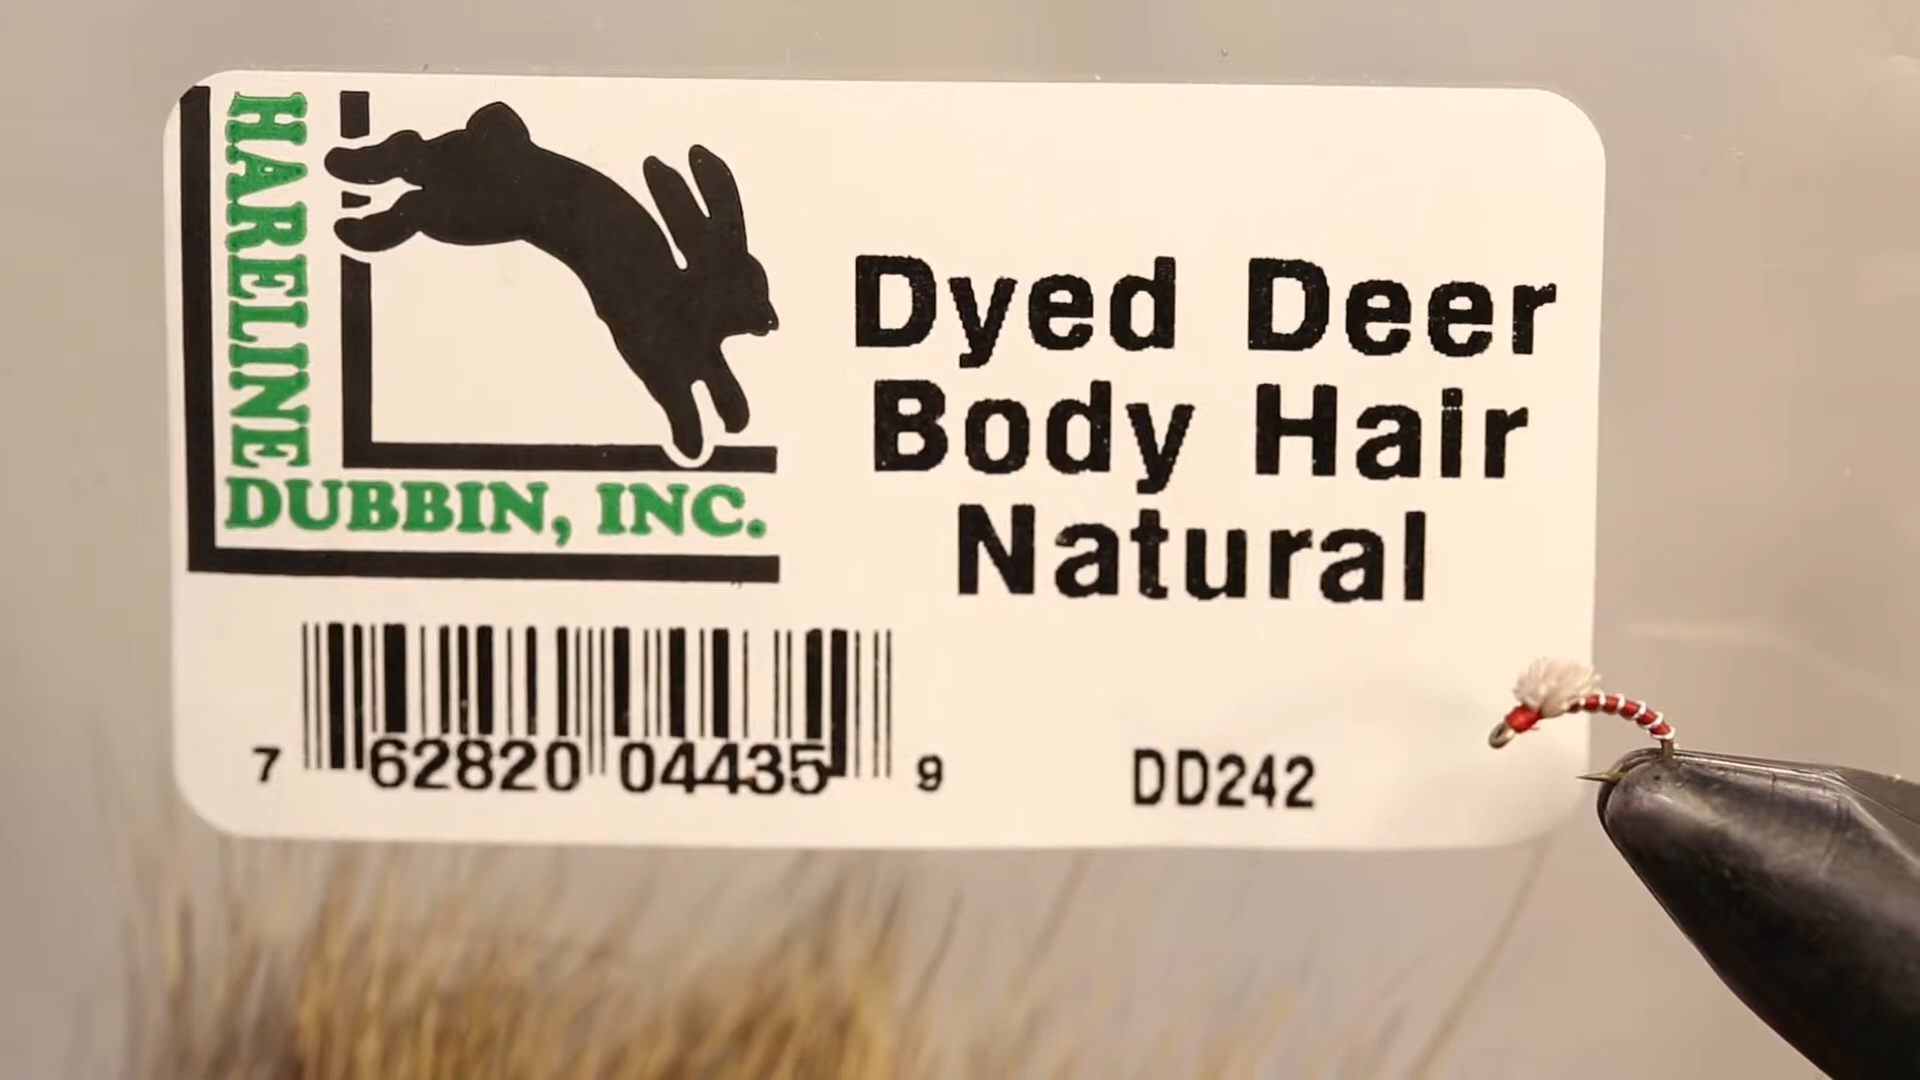 HARELINE
DUBBIN, INC.
Dyed Deer
Body Hair
Natural
7 62820 04435 9
DD242